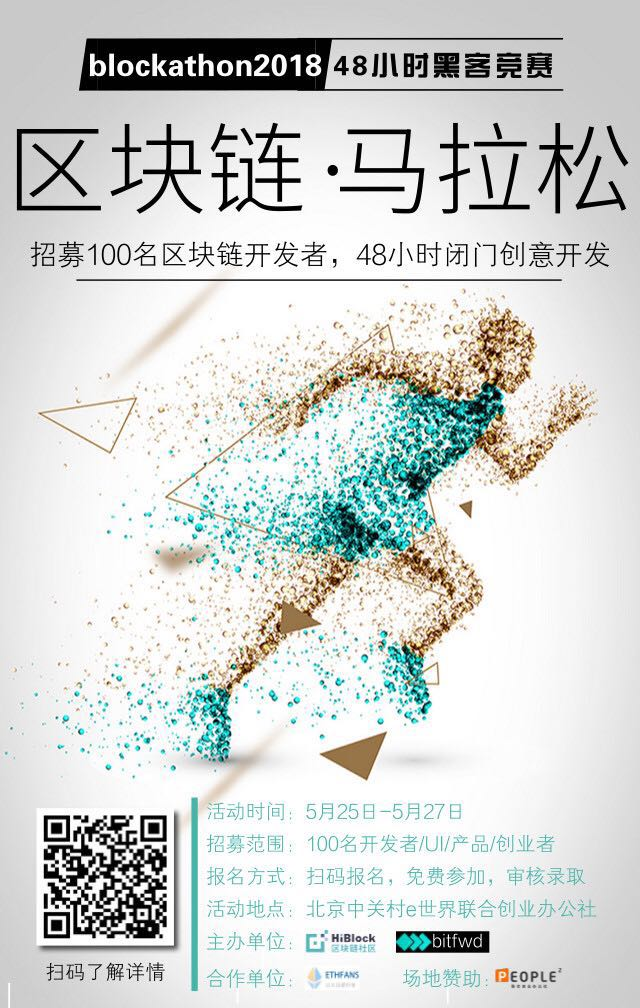 blockathon2018 48小时黑客竞赛
区块链·马拉松
招募100名区块链开发者，48小时闭门创意开发
活动时间：5月25日-5月27日
招募范围：100名开发者/UI/产品/创业者
报名方式：扫码报名，免费参加，审核录取
活动地点：北京中关村e世界联合创业办公社
主办单位：HiBlock 区块链社区 bitfwd
扫码了解详情
合作单位：ETHFANS 场地赞助：PEOPLE²